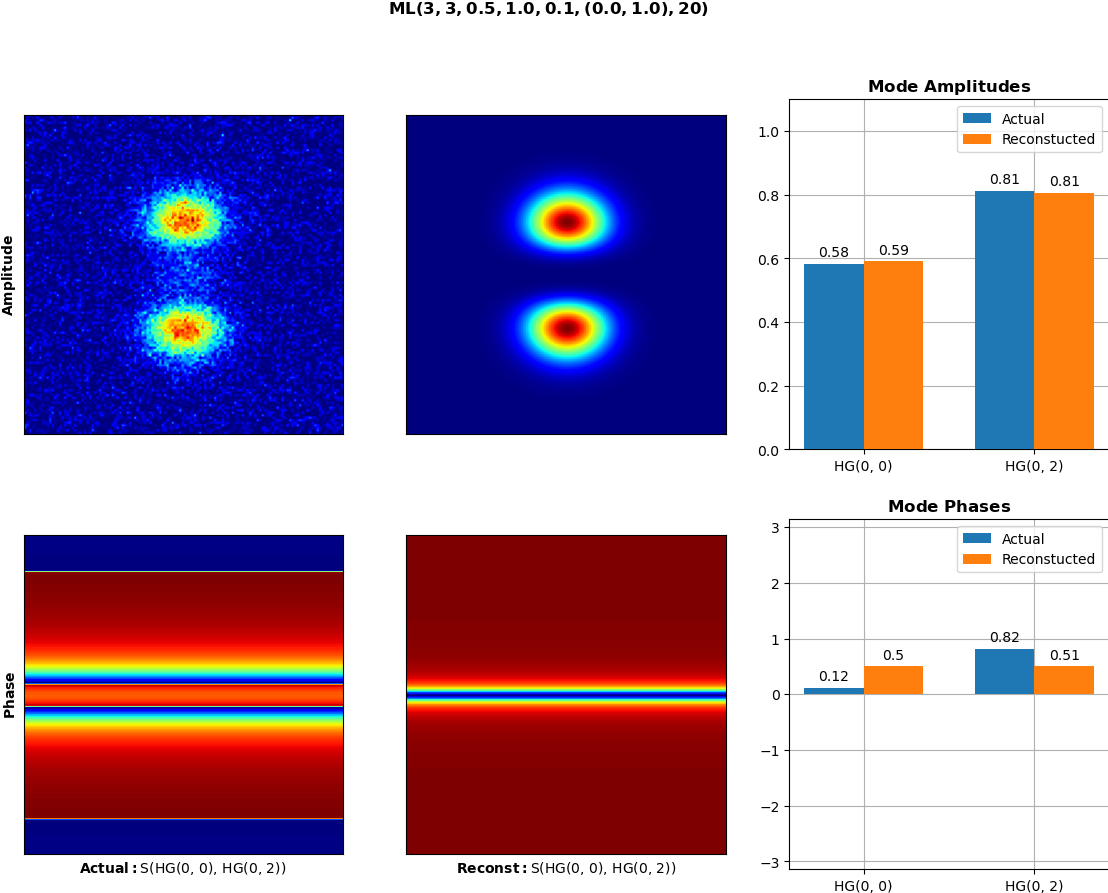 ML(3, 3, 0.5, 1.0, 0.1, (0.0, 1.0), 20)
Amplitude
Mode Amplitudes
Actual
Reconstucted
1.0
0.8
0.6
0.4
0.2
0.0
0.58
0.59
0.81
0.81
HG(0, 0)
HG(0, 2)
Phase
Actual: S(HG(0, 0), HG(0, 2))
Reconst: S(HG(0, 0), HG(0, 2))
Mode Phases
Actual
Reconstucted
3
2
1
0
−1
−2
−3
0.12
0.5
0.82
0.51
HG(0, 0)
HG(0, 2)